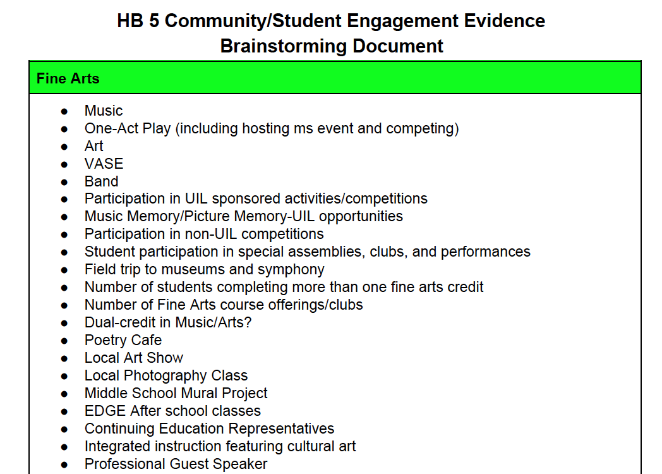 HB 5 Community/Student Engagement Evidence
Brainstorming Document
Fine Arts
● Music
● One-Act Play (including hosting ms event and competing)
● Art
● VASE
● Band
● Participation in UIL sponsored activities/competitions
● Music Memory/Picture Memory-UIL opportunities
● Participation in non-UIL competitions
● Student participation in special assemblies, clubs, and performances
● Field trip to museums and symphony
● Number of students completing more than one fine arts credit
● Number of Fine Arts course offerings/clubs
● Dual-credit in Music/Arts?
● Poetry Cafe
● Local Art Show
● Local Photography Class
● Middle School Mural Project
● EDGE After school classes
● Continuing Education Representatives
● Integrated instruction featuring cultural art
● Professional Guest Speaker